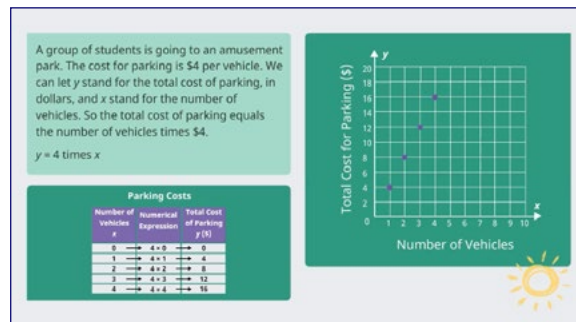 A group of students is going to an amusement
park. The cost for parking is $4 per vehicle. We
can let y stand for the total cost of parking, in
dollars, and x stand for the number of
vehicles. So the total cost of parking equals
the number of vehicles times $4.
y = 4 times x
Parking Costs
Number of Vehicles x Numerical Expression Total Cost of Parking y ($)
0 4 × 0 0
1 4 × 1 4
2 4 × 2 8
3 4 × 3 12
4 4 × 4 16
y
Total Cost for Parking ($)
20
18
16
14
12
10
8
6
4
2
0 1 2 3 4 5 6 7 8 9 10
x
Number of Vehicles